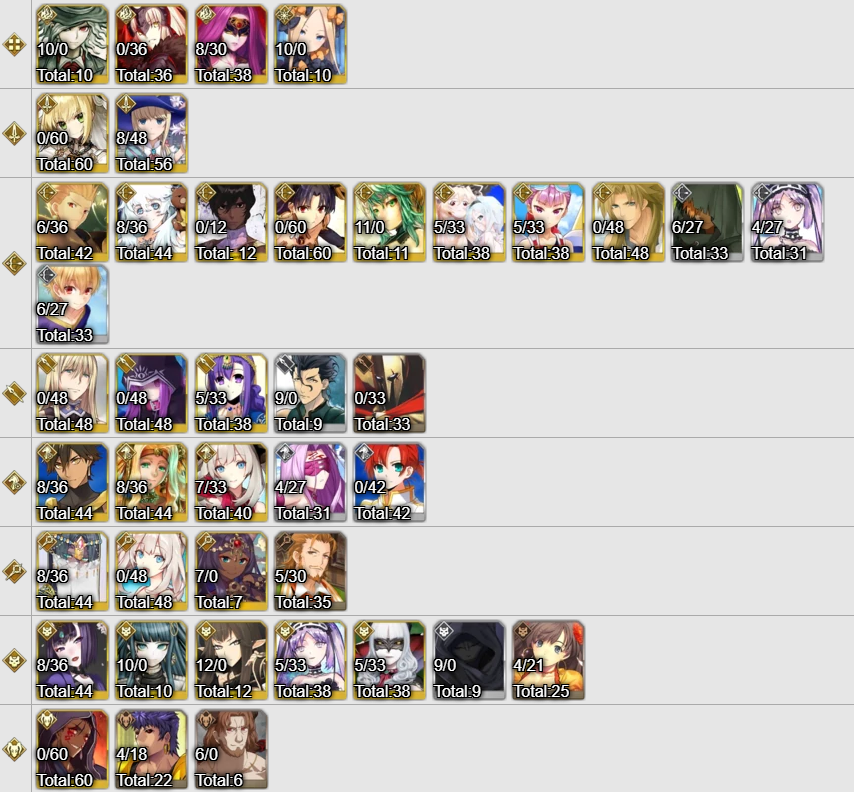 10/0 0/36 8/30 10/0
Total:10 Total:36 Total:38 Total:10
0/60 8/48
Total:60 Total:56
6/36 8/36 0/12 0/60 11/0 5/33 5/33 0/48 6/27 4/27
Total:42 Total:44 Total:12 Total:60 Total:11 Total:38 Total:38 Total:48 Total:33 Total:31
6/27
Total:33
0/48 0/48 5/33 9/0 0/33
Total:48 Total:48 Total:38 Total:9 Total:33
8/36 8/36 7/33 4/27 0/42
Total:44 Total:44 Total:40 Total:31 Total:42
8/36 0/48 7/0 5/30
Total:44 Total:48 Total:7 Total:35
8/36 10/0 12/0 5/33 5/33 9/0 4/21
Total:44 Total:10 Total:12 Total:38 Total:38 Total:9 Total:25
0/60 4/18 6/0
Total:60 Total:22 Total:6